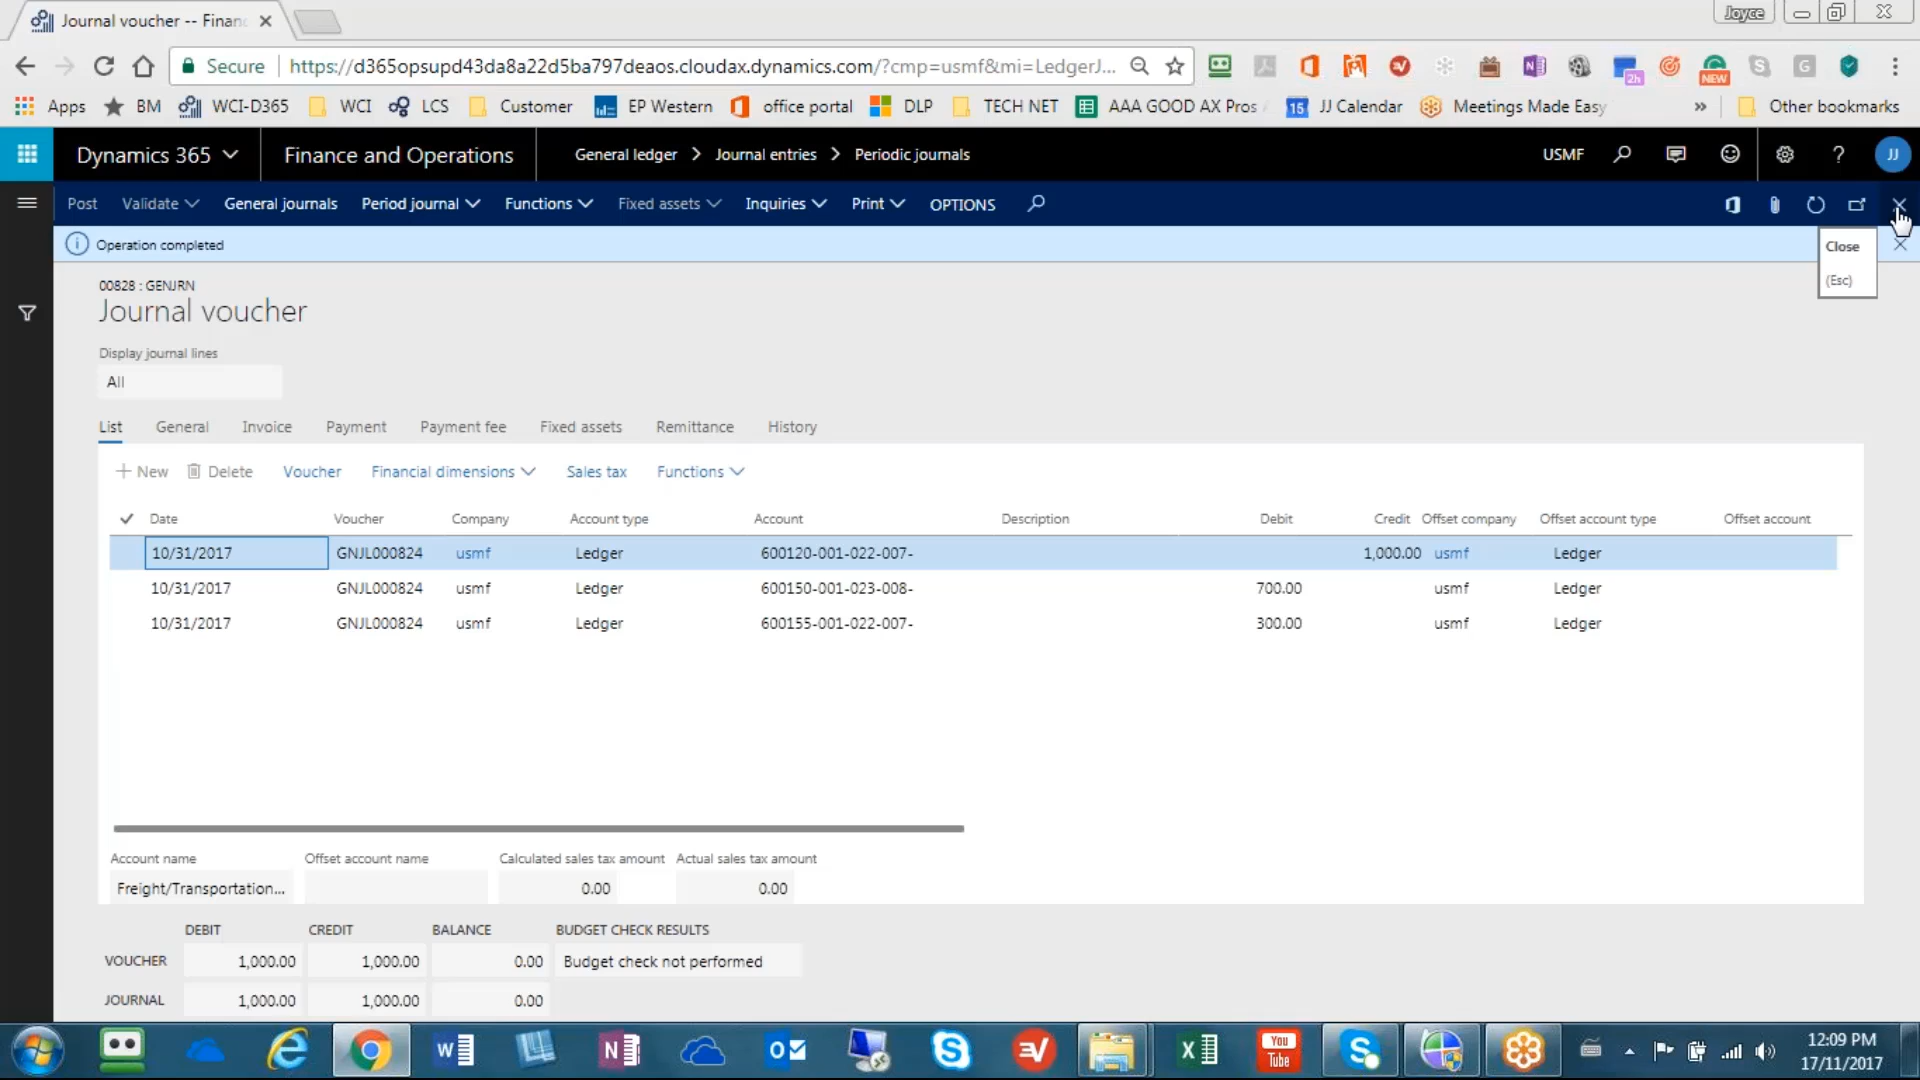 Journal voucher -- Finan
Joyce
Secure
https://d365opsupd43da8a22d5ba797deaos.cloudax.dynamics.com/?cmp=usmf&mi=LedgerJ...
2h
NEW
Apps
BM
WCI-D365
WCI
LCS
Customer
EP Western
office portal
DLP
TECH NET
AAA GOOD AX Pros
15
JJ Calendar
Meetings Made Easy
»
Other bookmarks
Dynamics 365
Finance and Operations
General ledger > Journal entries > Periodic journals
USMF
?
JJ
Post
Validate
General journals
Period journal
Functions
Fixed assets
Inquiries
Print
OPTIONS
Operation completed
Close
(Esc)
00828 : GENJRN
Journal voucher
Display journal lines
All
List General Invoice Payment Payment fee Fixed assets Remittance History
New Delete Voucher Financial dimensions Sales tax Functions
Date Voucher Company Account type Account Description Debit Credit Offset company Offset account type Offset account
10/31/2017 GNJL000824 usmf Ledger 600120-001-022-007- 1,000.00 usmf Ledger
10/31/2017 GNJL000824 usmf Ledger 600150-001-023-008- 700.00 usmf Ledger
10/31/2017 GNJL000824 usmf Ledger 600155-001-022-007- 300.00 usmf Ledger
Account name Offset account name Calculated sales tax amount Actual sales tax amount
Freight/Transportation... 0.00 0.00
DEBIT CREDIT BALANCE BUDGET CHECK RESULTS
VOUCHER 1,000.00 1,000.00 0.00 Budget check not performed
JOURNAL 1,000.00 1,000.00 0.00
You
Tube
12:09 PM
17/11/2017